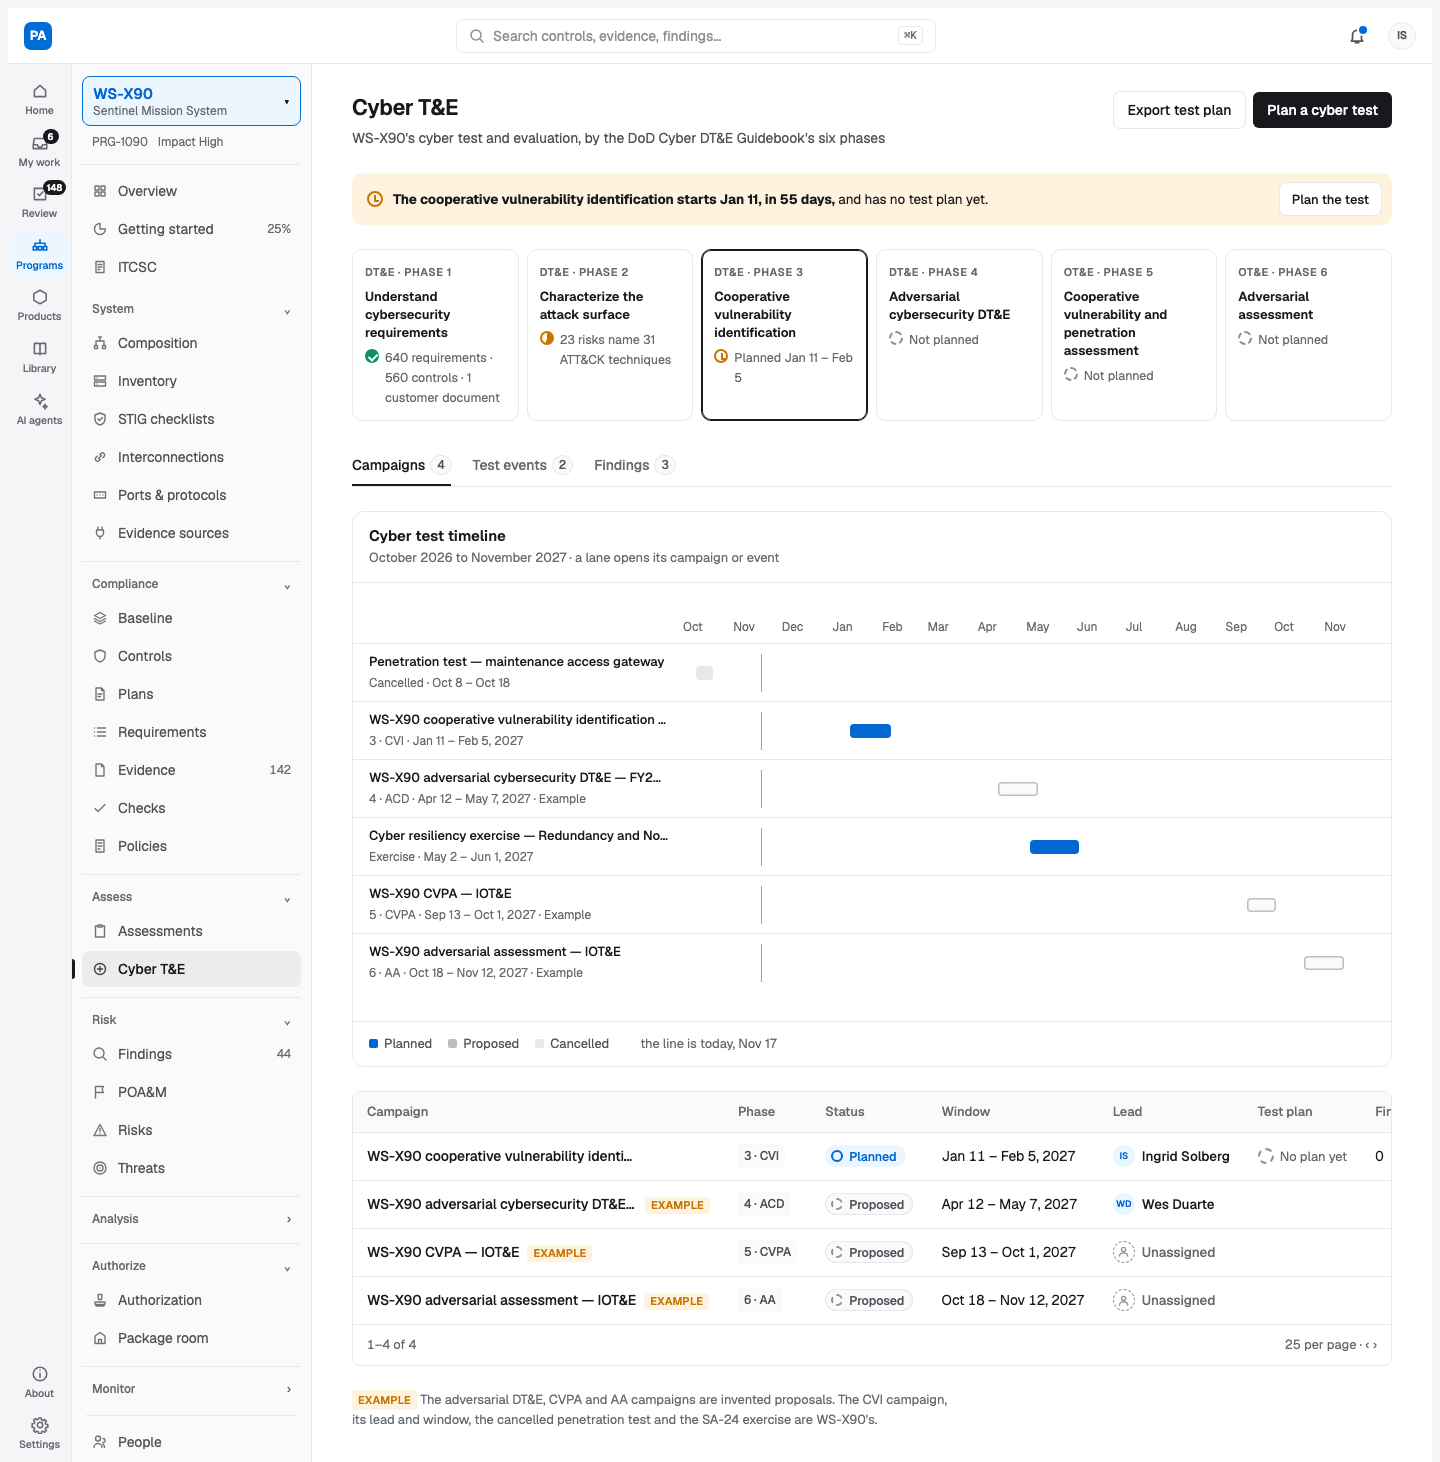 PA
Search controls, evidence, findings...
⌘K
IS
Home
6
My work
148
Review
Programs
Products
Library
AI agents
About
Settings
WS-X90
Sentinel Mission System
PRG-1090 Impact High
Overview
Getting started 25%
ITCSC
System
Composition
Inventory
STIG checklists
Interconnections
Ports & protocols
Evidence sources
Compliance
Baseline
Controls
Plans
Requirements
Evidence 142
Checks
Policies
Assess
Assessments
Cyber T&E
Risk
Findings 44
POA&M
Risks
Threats
Analysis
Authorize
Authorization
Package room
Monitor
People
Cyber T&E
WS-X90's cyber test and evaluation, by the DoD Cyber DT&E Guidebook's six phases
Export test plan
Plan a cyber test
The cooperative vulnerability identification starts Jan 11, in 55 days, and has no test plan yet.
Plan the test
DT&E · PHASE 1
Understand
cybersecurity
requirements
640 requirements ·
560 controls · 1
customer document
DT&E · PHASE 2
Characterize the
attack surface
23 risks name 31
ATT&CK techniques
DT&E · PHASE 3
Cooperative
vulnerability
identification
Planned Jan 11 – Feb
5
DT&E · PHASE 4
Adversarial
cybersecurity DT&E
Not planned
OT&E · PHASE 5
Cooperative
vulnerability and
penetration
assessment
Not planned
OT&E · PHASE 6
Adversarial
assessment
Not planned
Campaigns 4
Test events 2
Findings 3
Cyber test timeline
October 2026 to November 2027 · a lane opens its campaign or event
Oct Nov Dec Jan Feb Mar Apr May Jun Jul Aug Sep Oct Nov
Penetration test — maintenance access gateway
Cancelled · Oct 8 – Oct 18
WS-X90 cooperative vulnerability identification ...
3 · CVI · Jan 11 – Feb 5, 2027
WS-X90 adversarial cybersecurity DT&E — FY2...
4 · ACD · Apr 12 – May 7, 2027 · Example
Cyber resiliency exercise — Redundancy and No...
Exercise · May 2 – Jun 1, 2027
WS-X90 CVPA — IOT&E
5 · CVPA · Sep 13 – Oct 1, 2027 · Example
WS-X90 adversarial assessment — IOT&E
6 · AA · Oct 18 – Nov 12, 2027 · Example
Planned Proposed Cancelled the line is today, Nov 17
Campaign Phase Status Window Lead Test plan Fir
WS-X90 cooperative vulnerability identi... 3 · CVI Planned Jan 11 – Feb 5, 2027 IS Ingrid Solberg No plan yet 0
WS-X90 adversarial cybersecurity DT&E... EXAMPLE 4 · ACD Proposed Apr 12 – May 7, 2027 WD Wes Duarte
WS-X90 CVPA — IOT&E EXAMPLE 5 · CVPA Proposed Sep 13 – Oct 1, 2027 Unassigned
WS-X90 adversarial assessment — IOT&E EXAMPLE 6 · AA Proposed Oct 18 – Nov 12, 2027 Unassigned
1–4 of 4
25 per page · ‹ ›
EXAMPLE The adversarial DT&E, CVPA and AA campaigns are invented proposals. The CVI campaign,
its lead and window, the cancelled penetration test and the SA-24 exercise are WS-X90's.